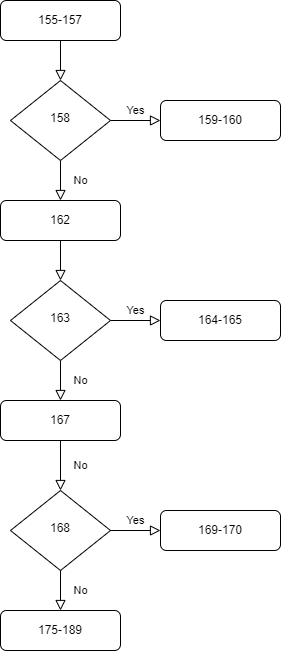 155-157
158
Yes
159-160
No
162
163
Yes
164-165
No
167
No
168
Yes
169-170
No
175-189